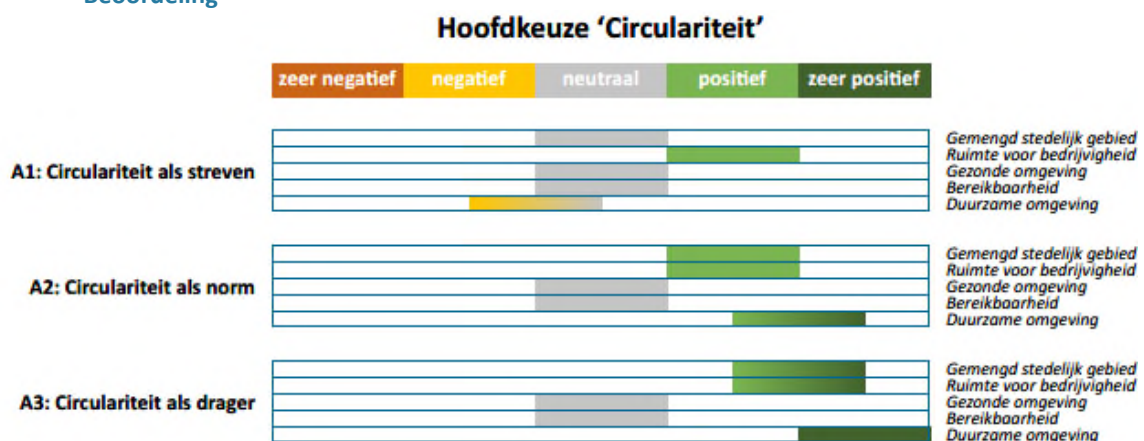 Beoordeling
Hoofdkeuze ‘Circulariteit’
zeer negatief negatief neutraal positief zeer positief
A1: Circulariteit als streven
Gemengd stedelijk gebied
Ruimte voor bedrijvigheid
Gezonde omgeving
Bereikbaarheid
Duurzame omgeving
A2: Circulariteit als norm
Gemengd stedelijk gebied
Ruimte voor bedrijvigheid
Gezonde omgeving
Bereikbaarheid
Duurzame omgeving
A3: Circulariteit als drager
Gemengd stedelijk gebied
Ruimte voor bedrijvigheid
Gezonde omgeving
Bereikbaarheid
Duurzame omgeving